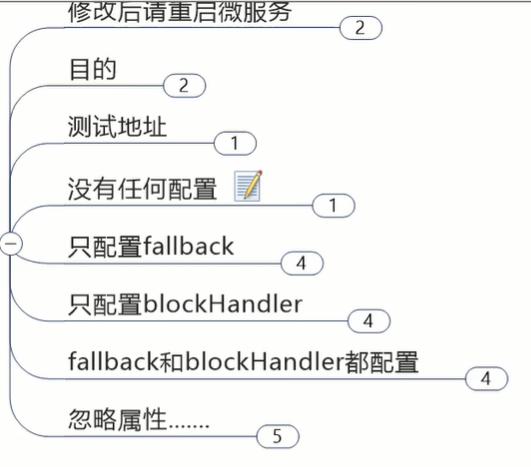 修改后请重启微服务
2
目的
2
测试地址
1
没有任何配置
1
只配置fallback
4
只配置blockHandler
4
fallback和blockHandler都配置
4
忽略属性.......
5